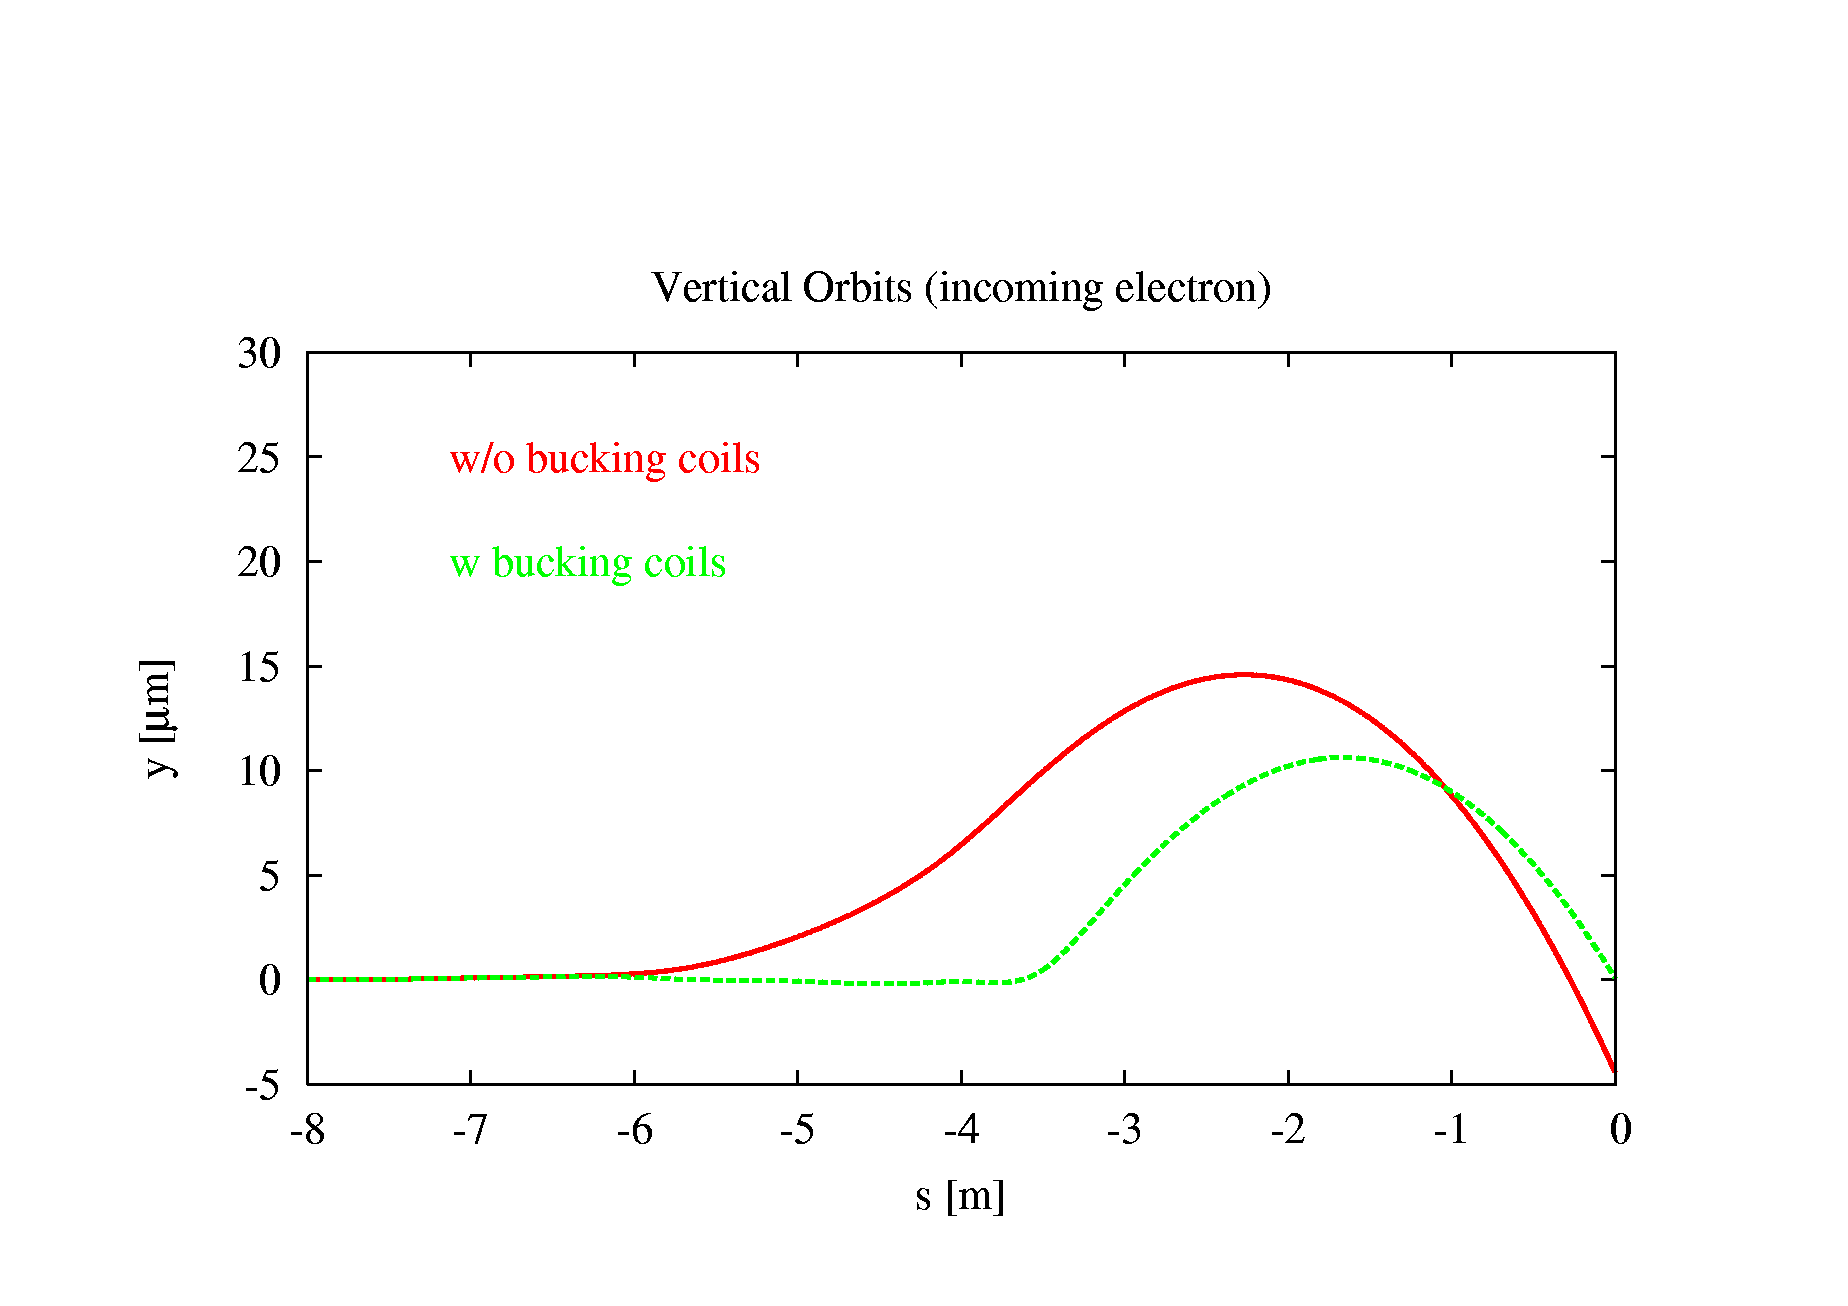 Vertical Orbits (incoming electron)
30
25
20
15
10
5
0
-5
w/o bucking coils
w bucking coils
y [µm]
-8 -7 -6 -5 -4 -3 -2 -1 0
s [m]